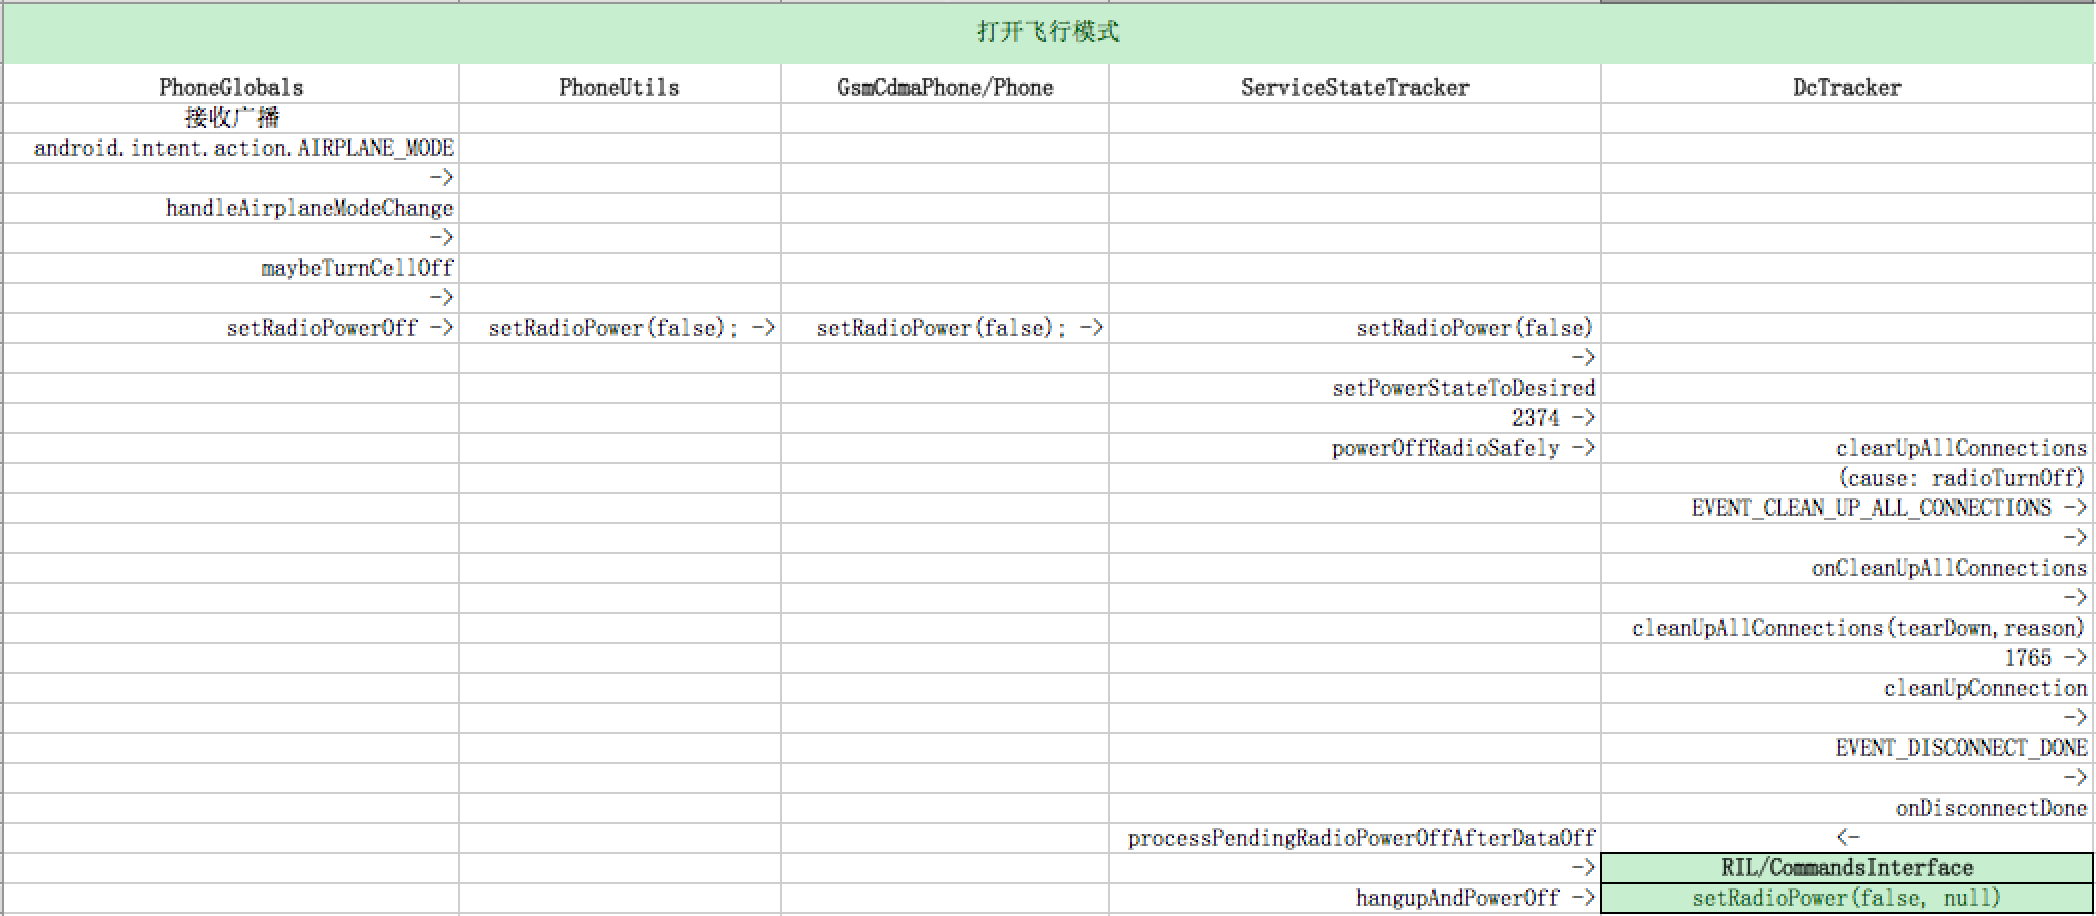 打开飞行模式
PhoneGlobals PhoneUtils GsmCdmaPhone/Phone ServiceStateTracker DcTracker
接收广播
android.intent.action.AIRPLANE_MODE
->
handleAirplaneModeChange
->
maybeTurnCellOff
->
setRadioPowerOff -> setRadioPower(false); -> setRadioPower(false); -> setRadioPower(false)
->
setPowerStateToDesired
2374 ->
powerOffRadioSafely -> clearUpAllConnections
(cause: radioTurnOff)
EVENT_CLEAN_UP_ALL_CONNECTIONS ->
->
onCleanUpAllConnections
->
cleanUpAllConnections(tearDown,reason)
1765 ->
cleanUpConnection
->
EVENT_DISCONNECT_DONE
->
onDisconnectDone
processPendingRadioPowerOffAfterDataOff <-
-> RIL/CommandsInterface
hangupAndPowerOff -> setRadioPower(false, null)